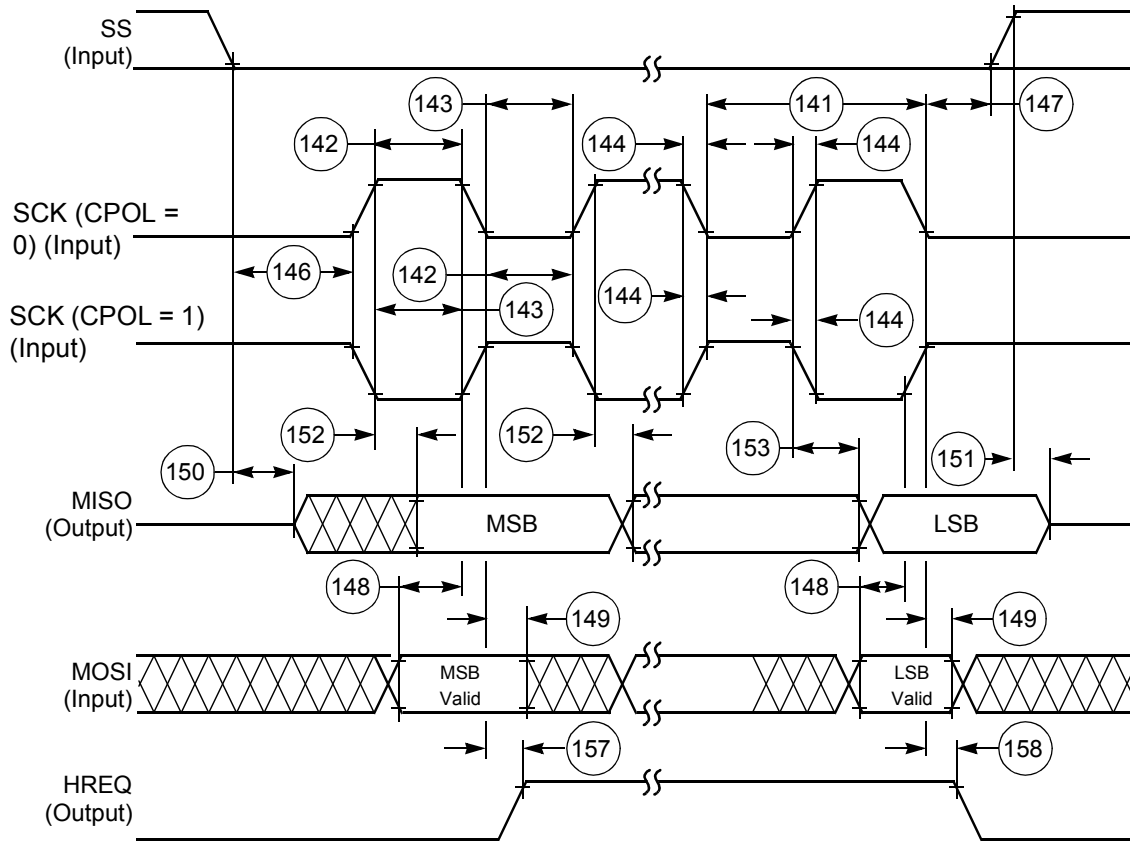 SS
(Input)
143
141
147
142
144
144
SCK (CPOL =
0) (Input)
146
142
144
SCK (CPOL = 1)
(Input)
143
144
150
152
152
153
151
MISO
(Output)
MSB
LSB
148
149
148
149
MOSI
(Input)
MSB
Valid
LSB
Valid
157
158
HREQ
(Output)